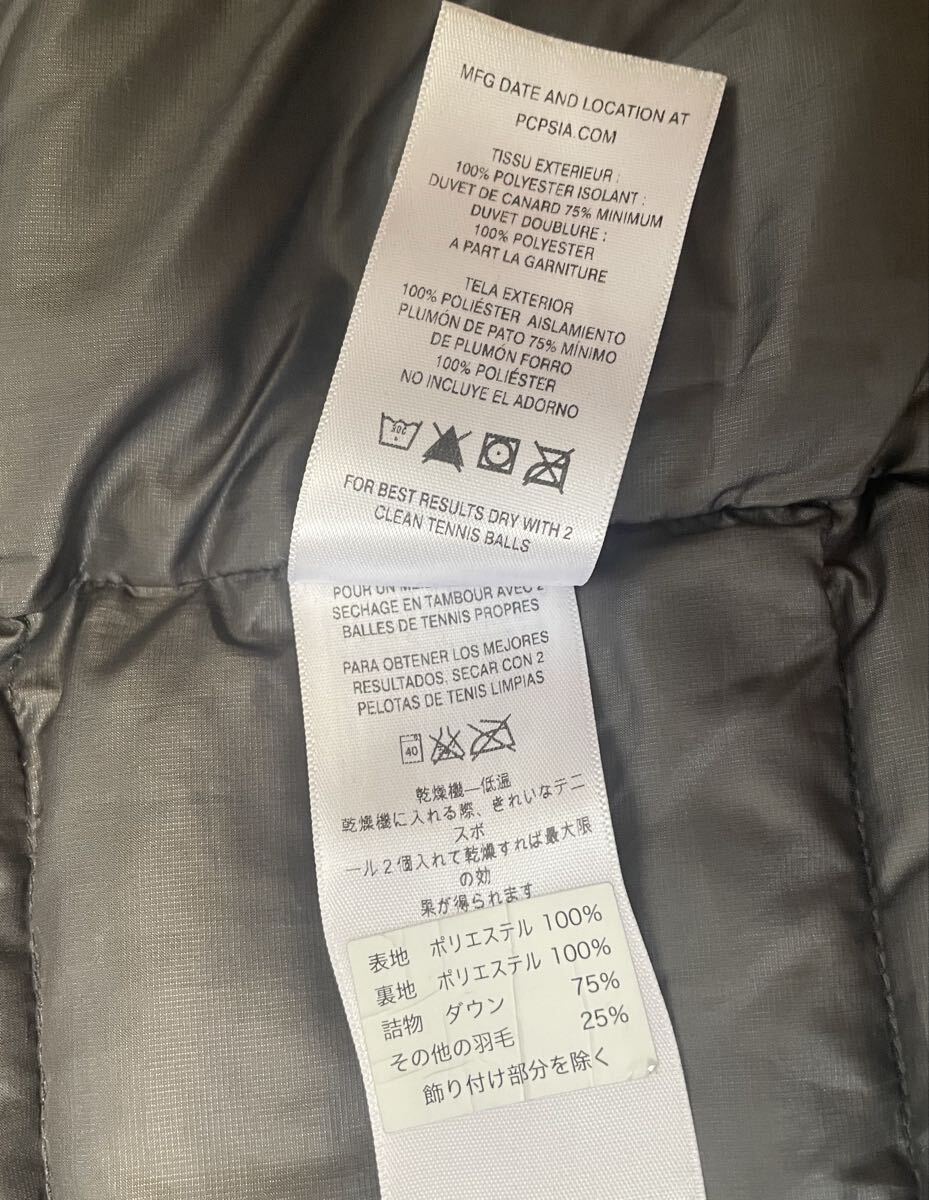 MFG DATE AND LOCATION AT
PCPSIA.COM
TISSU EXTERIEUR :
100% POLYESTER ISOLANT :
DUVET DE CANARD 75% MINIMUM
DUVET DOUBLURE :
100% POLYESTER
A PART LA GARNITURE
TELA EXTERIOR
100% POLIÉSTER AISLAMIENTO
PLUMÓN DE PATO 75% MÍNIMO
DE PLUMÓN FORRO
100% POLIÉSTER
NO INCLUYE EL ADORNO
30C
FOR BEST RESULTS DRY WITH 2
CLEAN TENNIS BALLS
POUR UN
SECHAGE EN TAMBOUR AVEC 2
BALLES DE TENNIS PROPRES
PARA OBTENER LOS MEJORES
RESULTADOS, SECAR CON 2
PELOTAS DE TENIS LIMPIAS
40
乾燥機—低温
乾燥機に入れる際、きれいなテニ
スボ
ール2個入れて乾燥すれば最大限
の効
果が得られます
表地 ポリエステル 100%
裏地 ポリエステル 100%
詰物 ダウン 75%
その他の羽毛 25%
飾り付け部分を除く